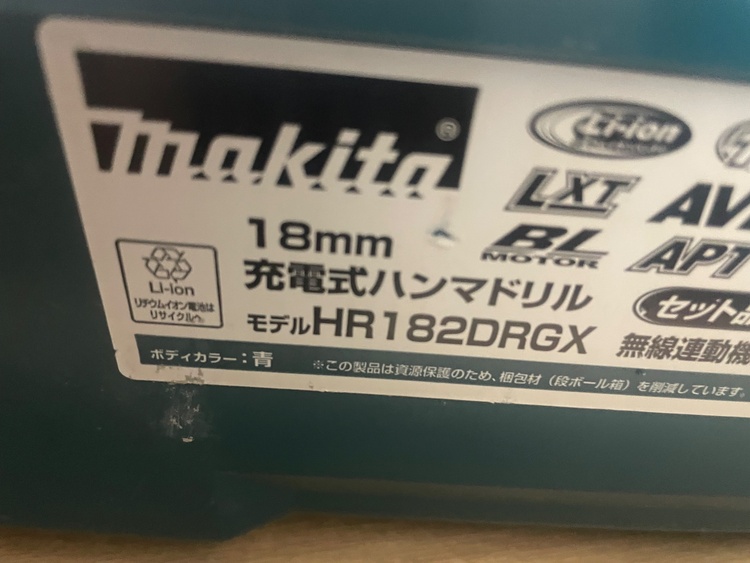 makita®
18mm
充電式ハンマドリル
モデルHR182DRGX
Li-ion
リチウムイオン電池は
リサイクルへ
Li-ion
LXT
BL
MOTOR
AV
APT
セット品
無線連動機
ボディカラー：青
※この製品は資源保護のため、梱包材（段ボール箱）を削減しています。